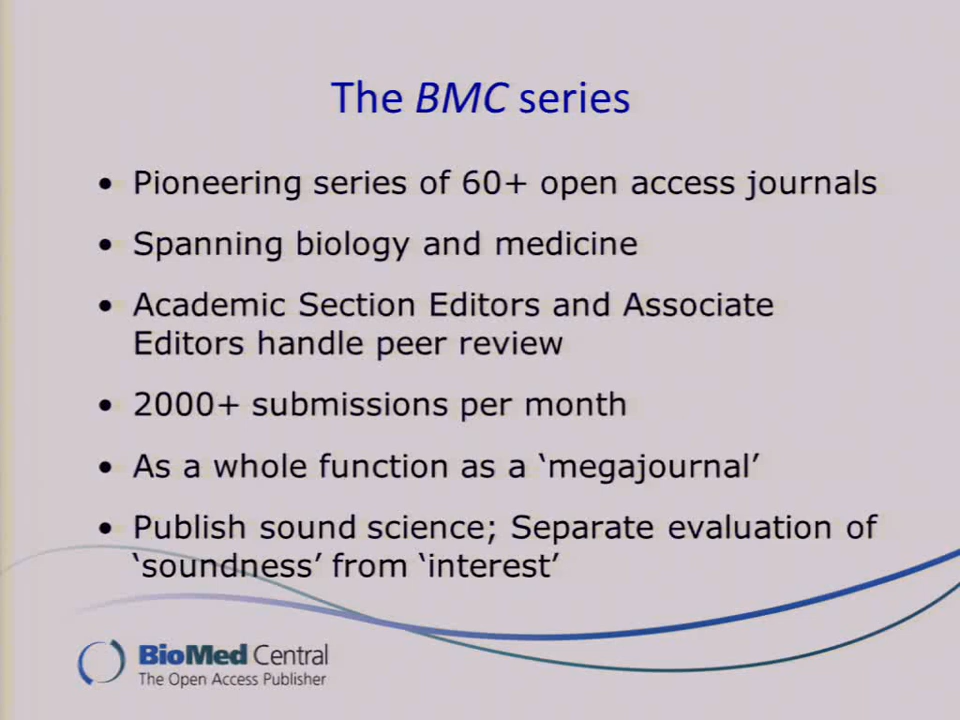 The BMC series
• Pioneering series of 60+ open access journals
• Spanning biology and medicine
• Academic Section Editors and Associate
Editors handle peer review
• 2000+ submissions per month
• As a whole function as a ‘megajournal’
• Publish sound science; Separate evaluation of
‘soundness’ from ‘interest’
BioMed Central
The Open Access Publisher